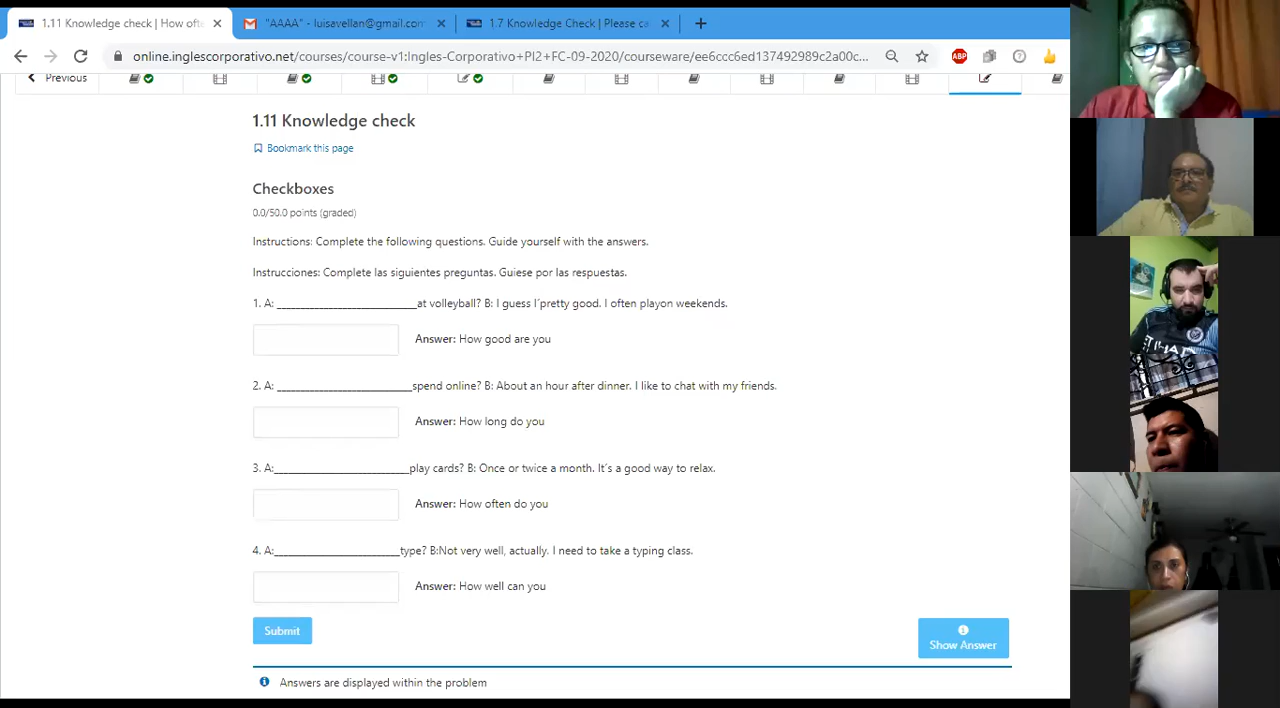 1.11 Knowledge check | How ofte
"AAAA" - luisavellan@gmail.com
1.7 Knowledge Check | Please ca
online.inglescorporativo.net/courses/course-v1:Ingles-Corporativo+PI2+FC-09-2020/courseware/ee6ccc6ed137492989c2a00c...
ABP
Previous
1.11 Knowledge check
Bookmark this page
Checkboxes
0.0/50.0 points (graded)
Instructions: Complete the following questions. Guide yourself with the answers.
Instrucciones: Complete las siguientes preguntas. Guiese por las respuestas.
1. A: ___________________________at volleyball? B: I guess I´pretty good. I often playon weekends.
Answer: How good are you
2. A: __________________________spend online? B: About an hour after dinner. I like to chat with my friends.
Answer: How long do you
3. A:__________________________play cards? B: Once or twice a month. It´s a good way to relax.
Answer: How often do you
4. A:________________________type? B:Not very well, actually. I need to take a typing class.
Answer: How well can you
Submit
Show Answer
Answers are displayed within the problem